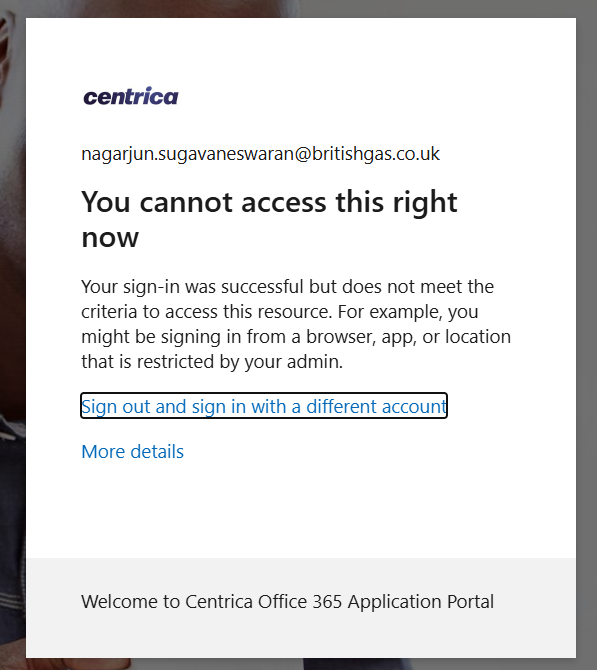 centrica
nagarjun.sugavaneswaran@britishgas.co.uk
You cannot access this right
now
Your sign-in was successful but does not meet the
criteria to access this resource. For example, you
might be signing in from a browser, app, or location
that is restricted by your admin.
Sign out and sign in with a different account
More details
Welcome to Centrica Office 365 Application Portal